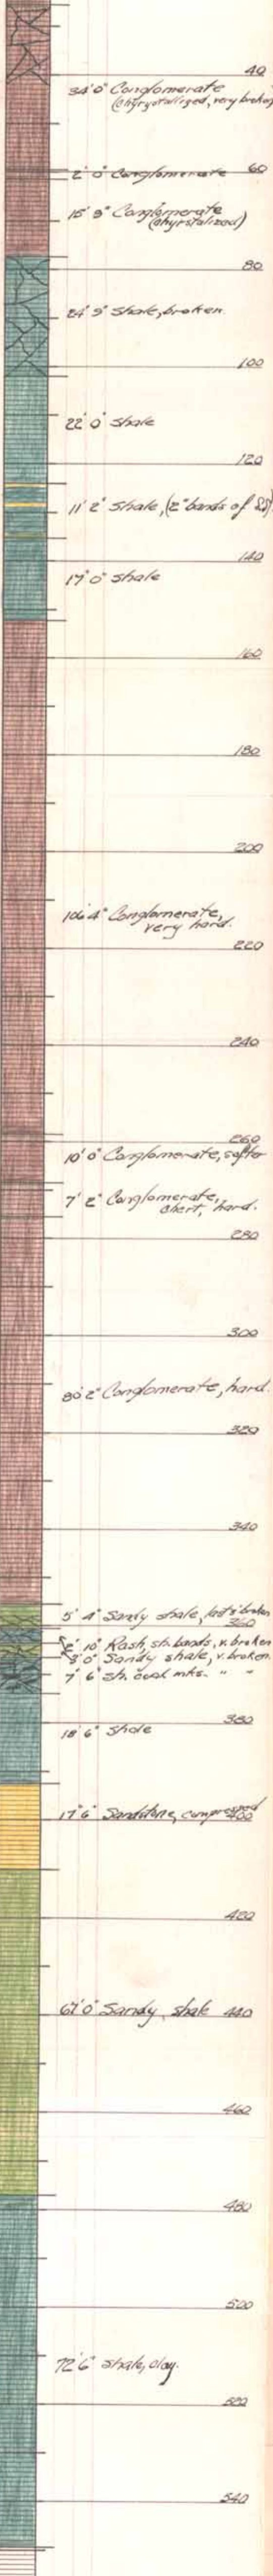 40
34' 0" Conglomerate
(chrystallized, very broken)
2' 0" Conglomerate 60
15' 9" Conglomerate
(chrystalized)
80
24' 9" Shale, broken.
100
22' 0" Shale
120
11' 2" Shale, (2" bands of SS)
140
17' 0" Shale
160
180
200
106' 4" Conglomerate,
very hard.
220
240
260
10' 0" Conglomerate, softer
7' 2" Conglomerate,
chert, hard.
280
300
80' 2" Conglomerate, hard.
320
340
5' 4" Sandy shale, last 2' broken
360
10" Rash, sh. bands, v. broken
3' 0" Sandy shale, v. broken.
7' 6" sh. coal mks. " "
380
18' 6" Shale
17' 6" Sandstone, compressed
400
420
67' 0" Sandy shale 440
460
480
500
72' 6" shale, clay.
520
540